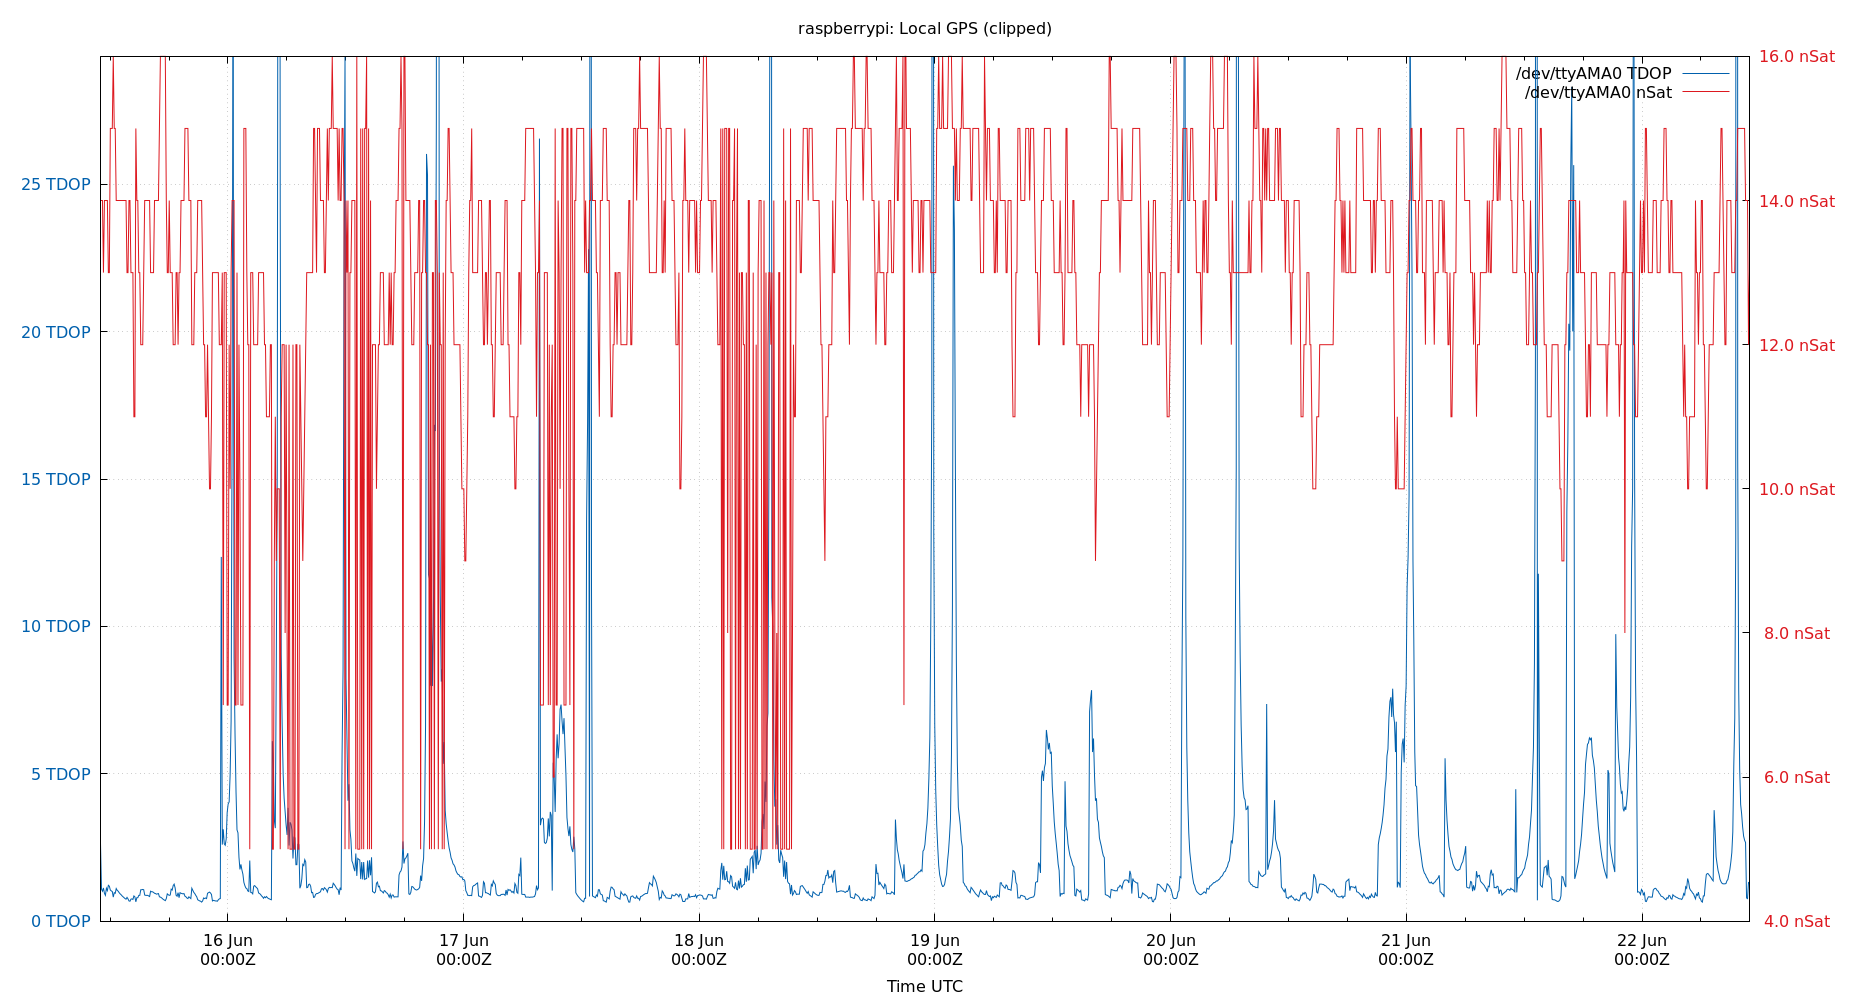 raspberrypi: Local GPS (clipped)
16.0 nSat
/dev/ttyAMA0 TDOP
/dev/ttyAMA0 nSat
25 TDOP
14.0 nSat
20 TDOP
12.0 nSat
15 TDOP
10.0 nSat
10 TDOP
8.0 nSat
5 TDOP
6.0 nSat
0 TDOP
4.0 nSat
16 Jun 17 Jun 18 Jun 19 Jun 20 Jun 21 Jun 22 Jun
00:00Z 00:00Z 00:00Z 00:00Z 00:00Z 00:00Z 00:00Z
Time UTC